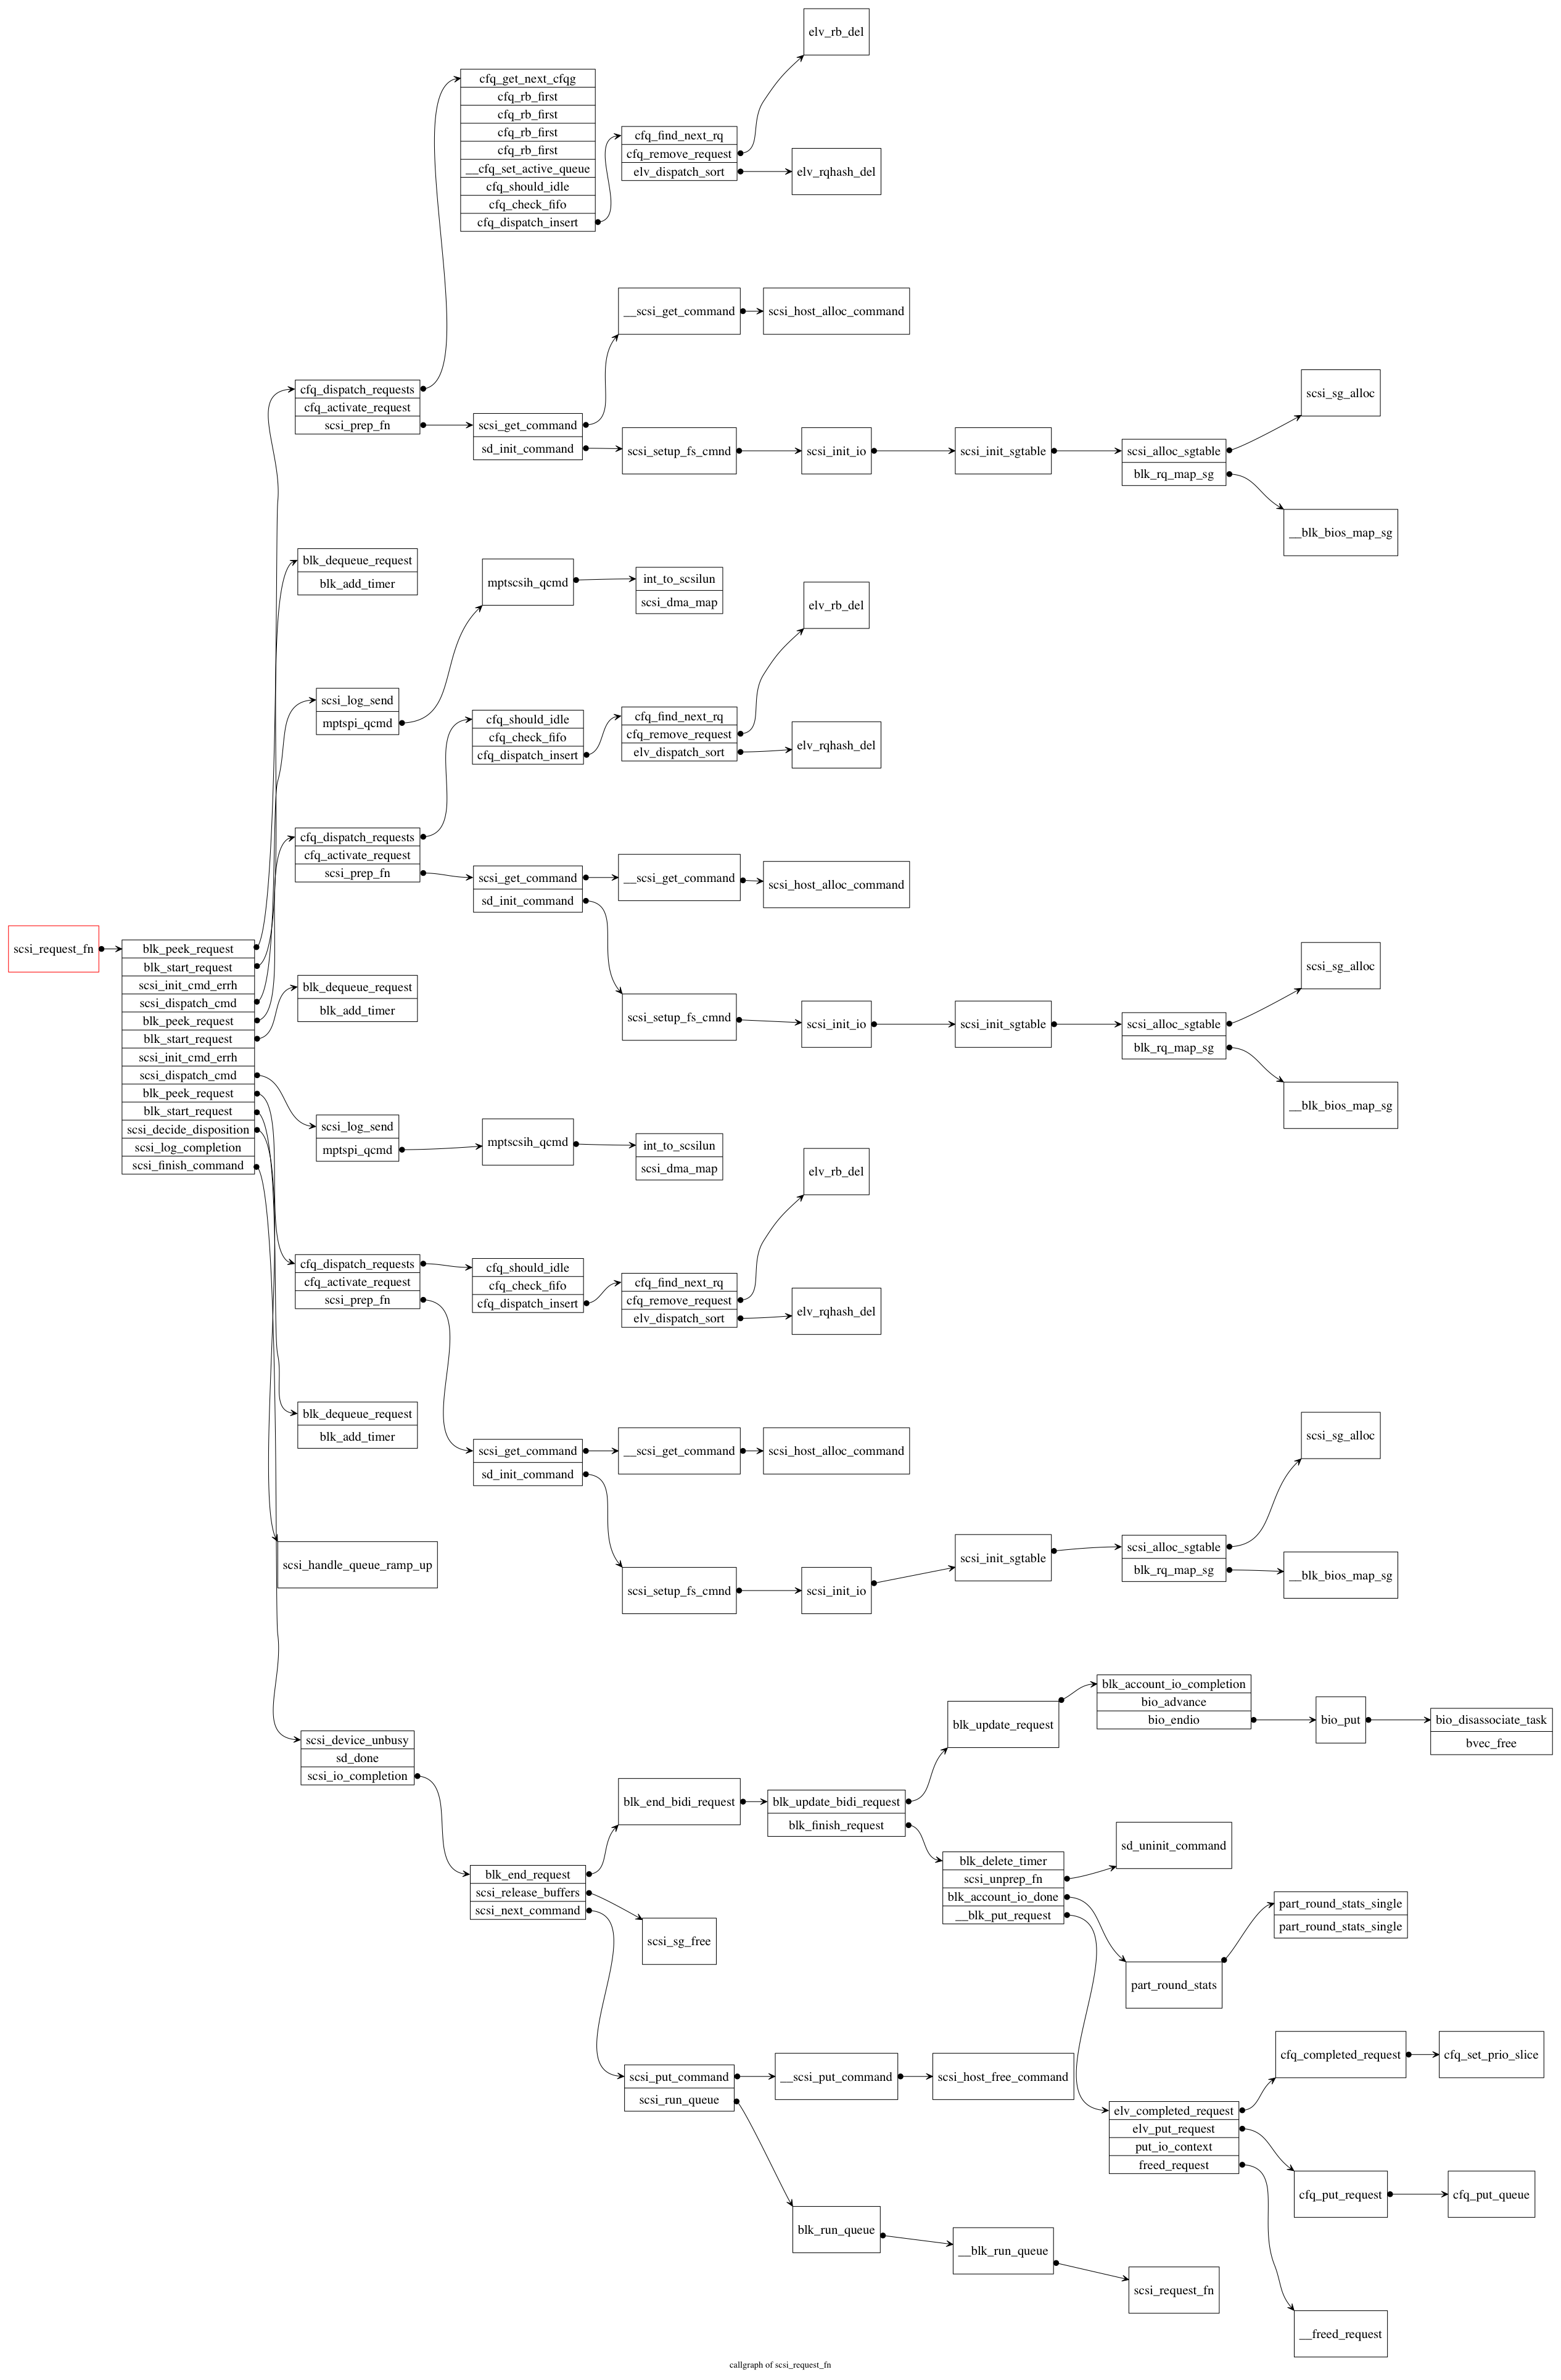 elv_rb_del
cfq_get_next_cfqg
cfq_rb_first
cfq_rb_first
cfq_rb_first
cfq_rb_first
__cfq_set_active_queue
cfq_should_idle
cfq_check_fifo
cfq_dispatch_insert
cfq_find_next_rq
cfq_remove_request
elv_dispatch_sort
elv_rqhash_del
__scsi_get_command
scsi_host_alloc_command
cfq_dispatch_requests
cfq_activate_request
scsi_prep_fn
scsi_get_command
sd_init_command
scsi_setup_fs_cmnd
scsi_init_io
scsi_init_sgtable
scsi_alloc_sgtable
blk_rq_map_sg
scsi_sg_alloc
__blk_bios_map_sg
blk_dequeue_request
blk_add_timer
mptscsih_qcmd
int_to_scsilun
scsi_dma_map
elv_rb_del
scsi_log_send
mptspi_qcmd
cfq_should_idle
cfq_check_fifo
cfq_dispatch_insert
cfq_find_next_rq
cfq_remove_request
elv_dispatch_sort
elv_rqhash_del
cfq_dispatch_requests
cfq_activate_request
scsi_prep_fn
scsi_get_command
sd_init_command
__scsi_get_command
scsi_host_alloc_command
scsi_request_fn
blk_peek_request
blk_start_request
scsi_init_cmd_errh
scsi_dispatch_cmd
blk_peek_request
blk_start_request
scsi_init_cmd_errh
scsi_dispatch_cmd
blk_peek_request
blk_start_request
scsi_decide_disposition
scsi_log_completion
scsi_finish_command
blk_dequeue_request
blk_add_timer
scsi_setup_fs_cmnd
scsi_init_io
scsi_init_sgtable
scsi_alloc_sgtable
blk_rq_map_sg
scsi_sg_alloc
__blk_bios_map_sg
scsi_log_send
mptspi_qcmd
mptscsih_qcmd
int_to_scsilun
scsi_dma_map
elv_rb_del
cfq_dispatch_requests
cfq_activate_request
scsi_prep_fn
cfq_should_idle
cfq_check_fifo
cfq_dispatch_insert
cfq_find_next_rq
cfq_remove_request
elv_dispatch_sort
elv_rqhash_del
blk_dequeue_request
blk_add_timer
scsi_get_command
sd_init_command
__scsi_get_command
scsi_host_alloc_command
scsi_sg_alloc
scsi_handle_queue_ramp_up
scsi_setup_fs_cmnd
scsi_init_io
scsi_init_sgtable
scsi_alloc_sgtable
blk_rq_map_sg
__blk_bios_map_sg
scsi_device_unbusy
sd_done
scsi_io_completion
blk_end_bidi_request
blk_update_bidi_request
blk_finish_request
blk_update_request
blk_account_io_completion
bio_advance
bio_endio
bio_put
bio_disassociate_task
bvec_free
blk_end_request
scsi_release_buffers
scsi_next_command
scsi_sg_free
blk_delete_timer
scsi_unprep_fn
blk_account_io_done
__blk_put_request
sd_uninit_command
part_round_stats
part_round_stats_single
part_round_stats_single
scsi_put_command
scsi_run_queue
__scsi_put_command
scsi_host_free_command
elv_completed_request
elv_put_request
put_io_context
freed_request
cfq_completed_request
cfq_set_prio_slice
cfq_put_request
cfq_put_queue
blk_run_queue
__blk_run_queue
scsi_request_fn
__freed_request
callgraph of scsi_request_fn